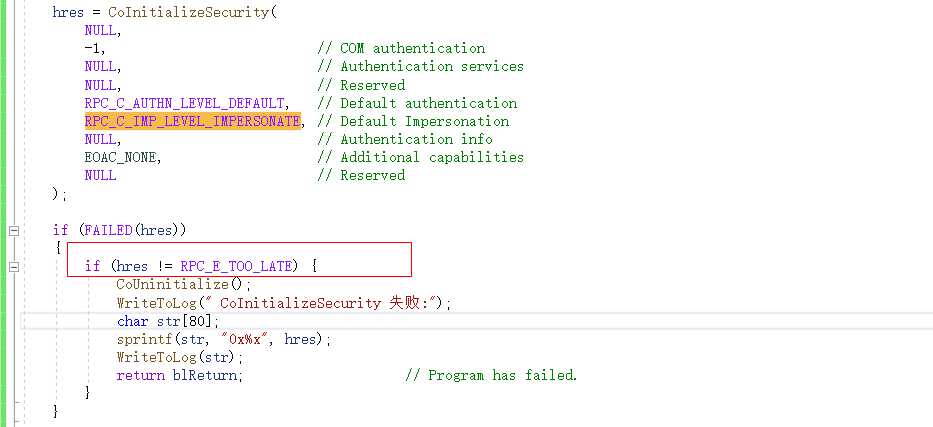 hres = CoInitializeSecurity(
NULL,
-1, // COM authentication
NULL, // Authentication services
NULL, // Reserved
RPC_C_AUTHN_LEVEL_DEFAULT, // Default authentication
RPC_C_IMP_LEVEL_IMPERSONATE, // Default Impersonation
NULL, // Authentication info
EOAC_NONE, // Additional capabilities
NULL // Reserved
);
if (FAILED(hres))
{
if (hres != RPC_E_TOO_LATE) {
CoUninitialize();
WriteToLog(" CoInitializeSecurity 失败:");
char str[80];
sprintf(str, "0x%x", hres);
WriteToLog(str);
return blReturn; // Program has failed.
}
}